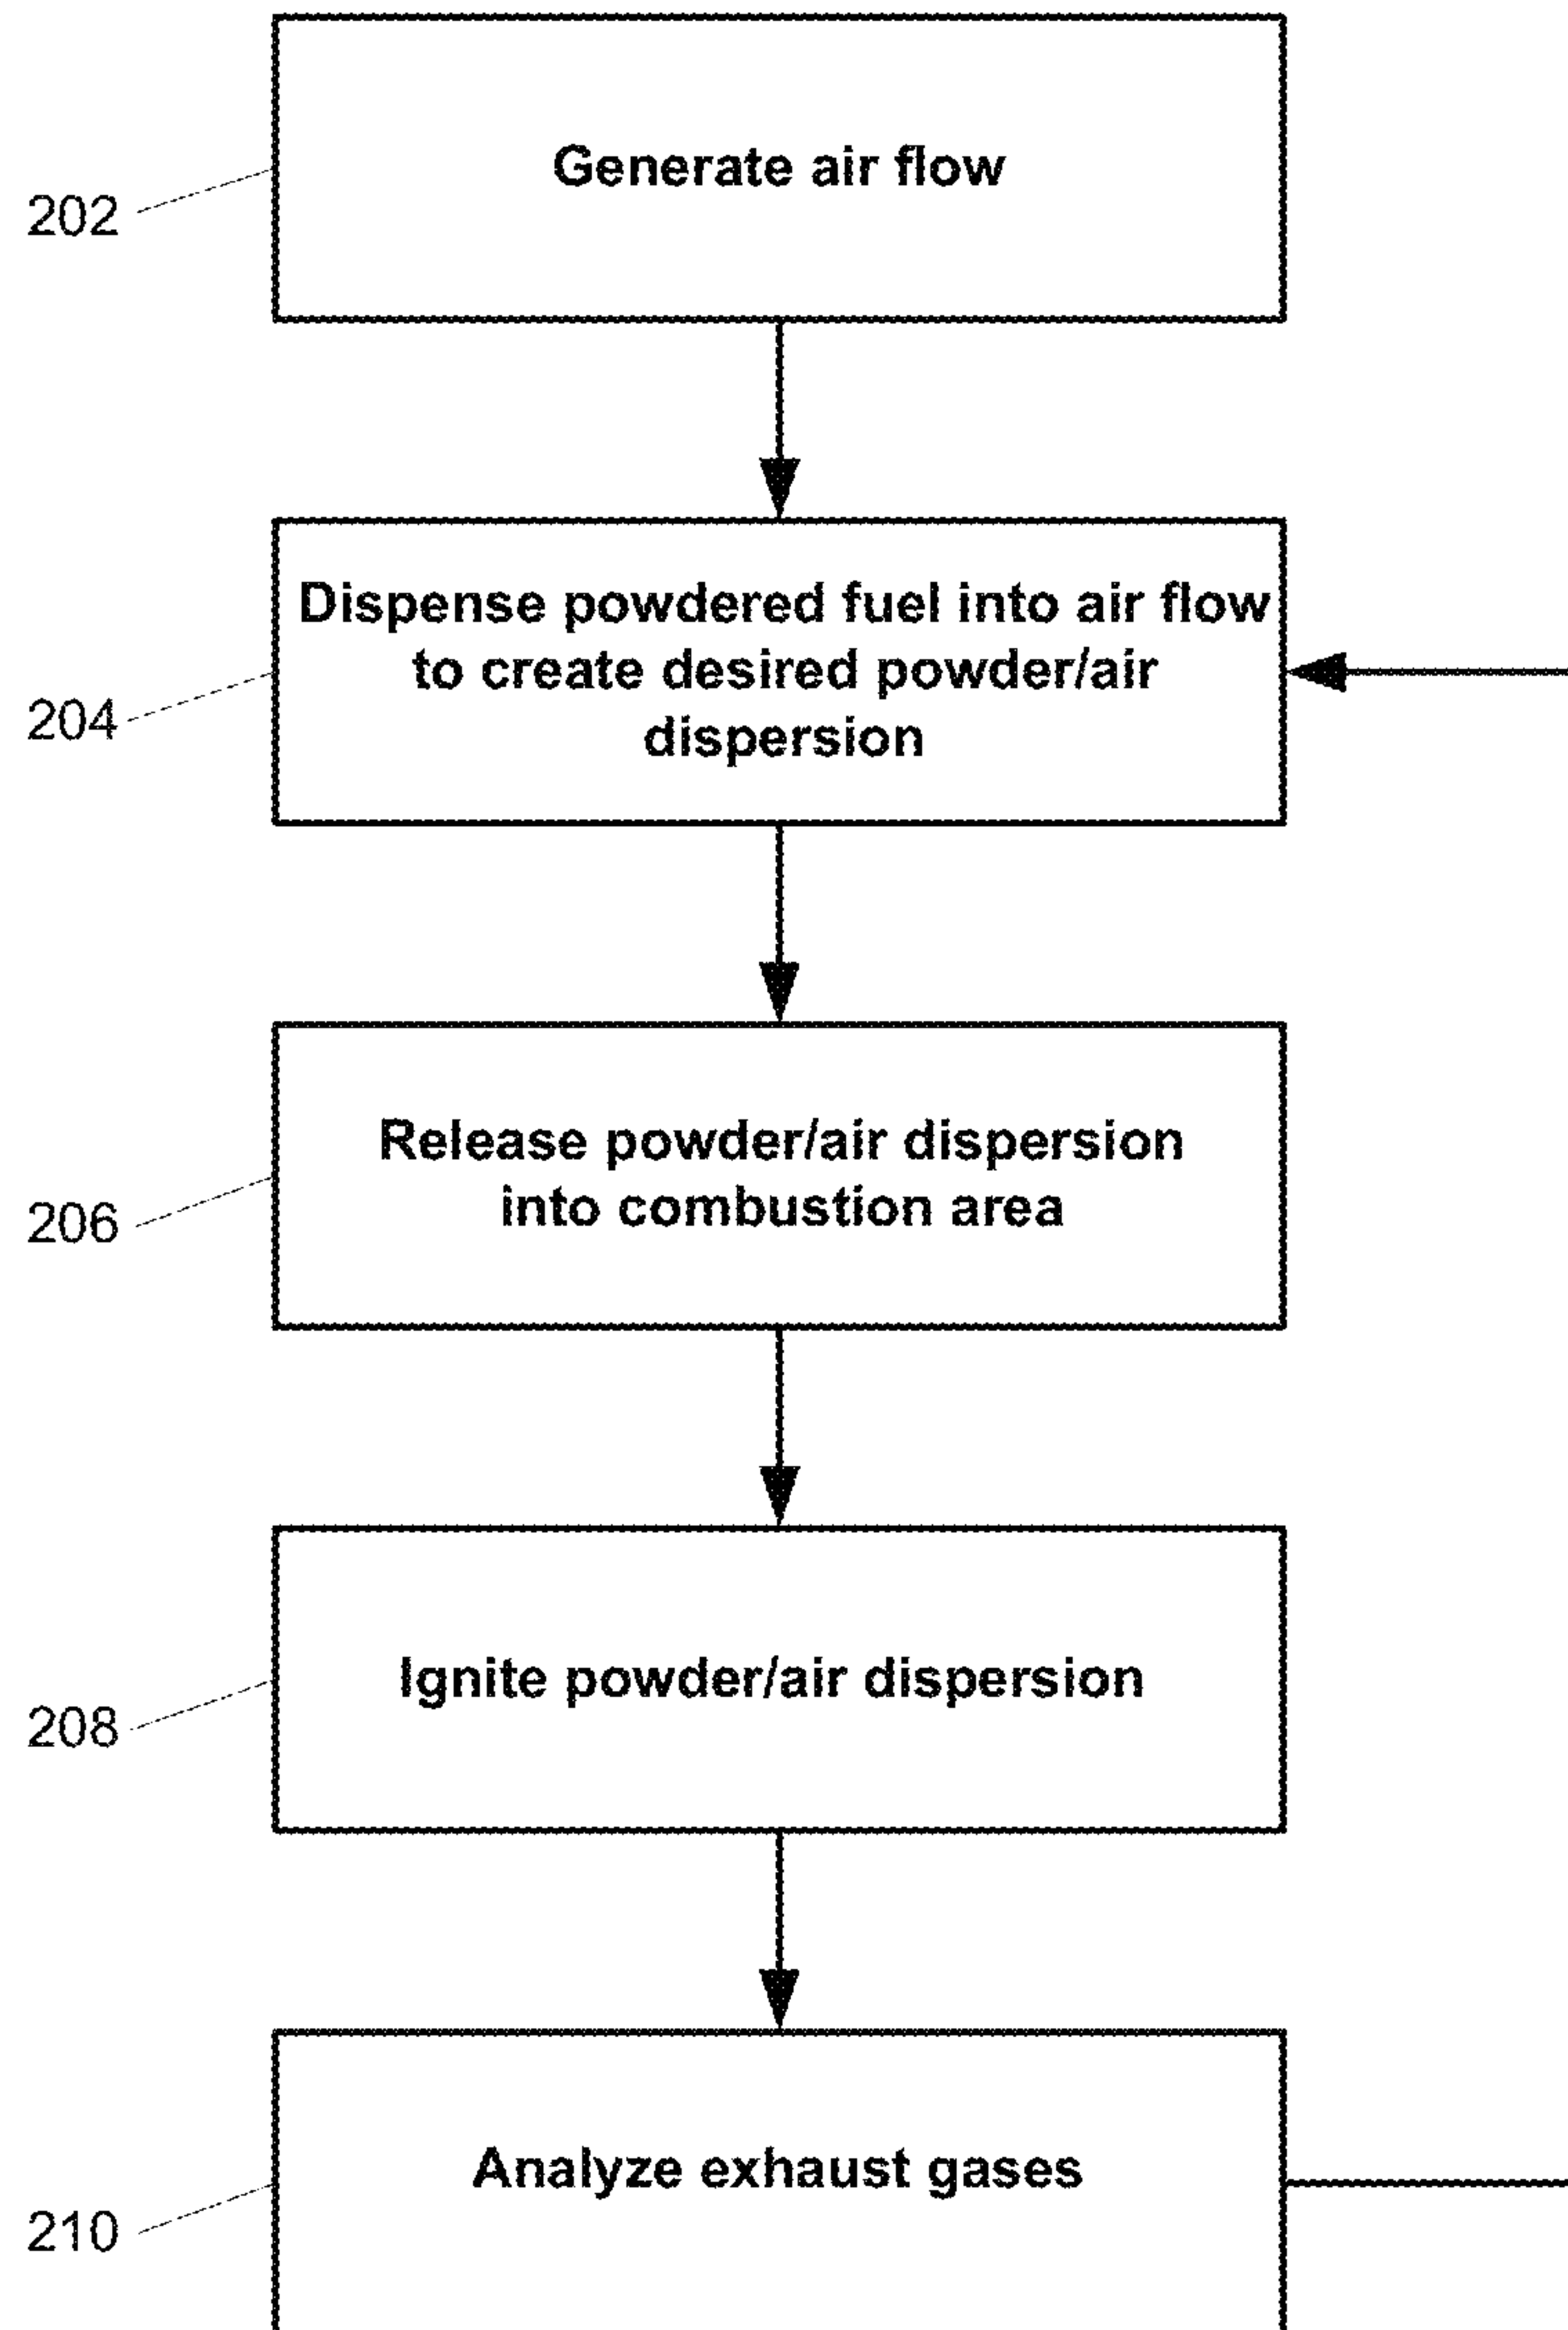 Generate air flow
202
Dispense powdered fuel into air flow
to create desired powder/air
dispersion
204
Release powder/air dispersion
into combustion area
206
Ignite powder/air dispersion
208
Analyze exhaust gases
210